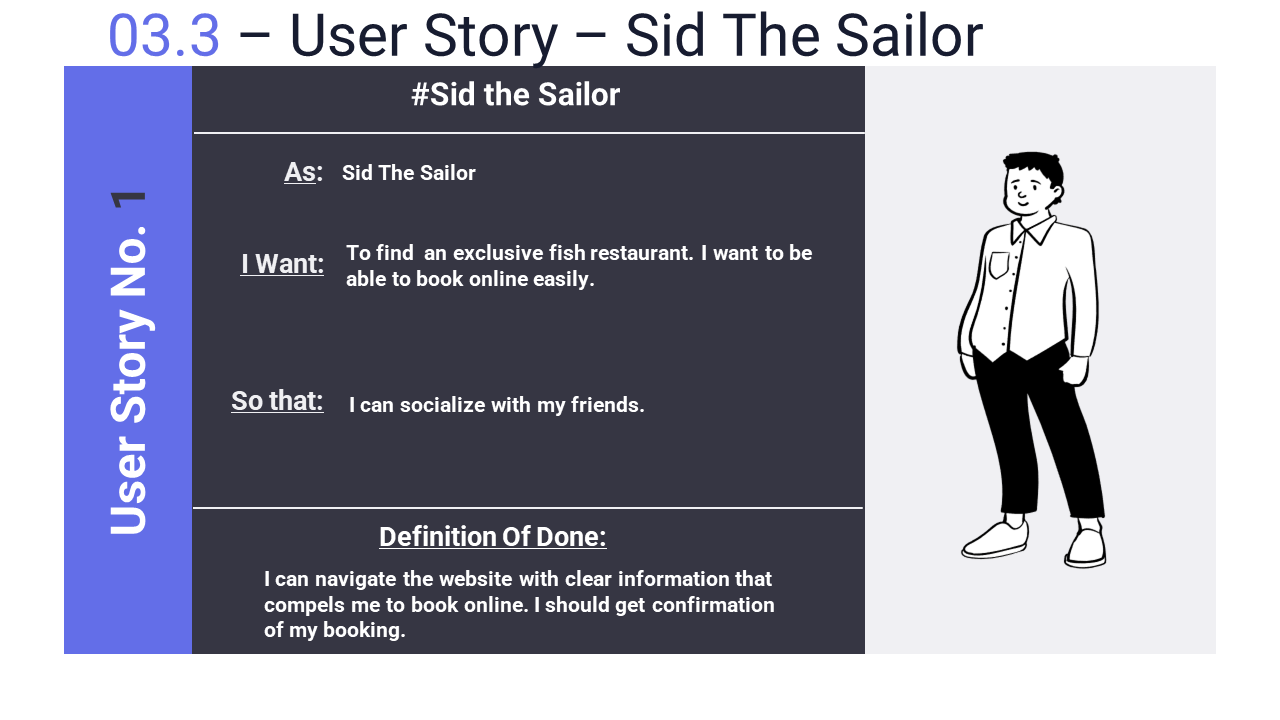 03.3 – User Story – Sid The Sailor
User Story No. 1
#Sid the Sailor
As: Sid The Sailor
I Want: To find an exclusive fish restaurant. I want to be
able to book online easily.
So that: I can socialize with my friends.
Definition Of Done:
I can navigate the website with clear information that
compels me to book online. I should get confirmation
of my booking.